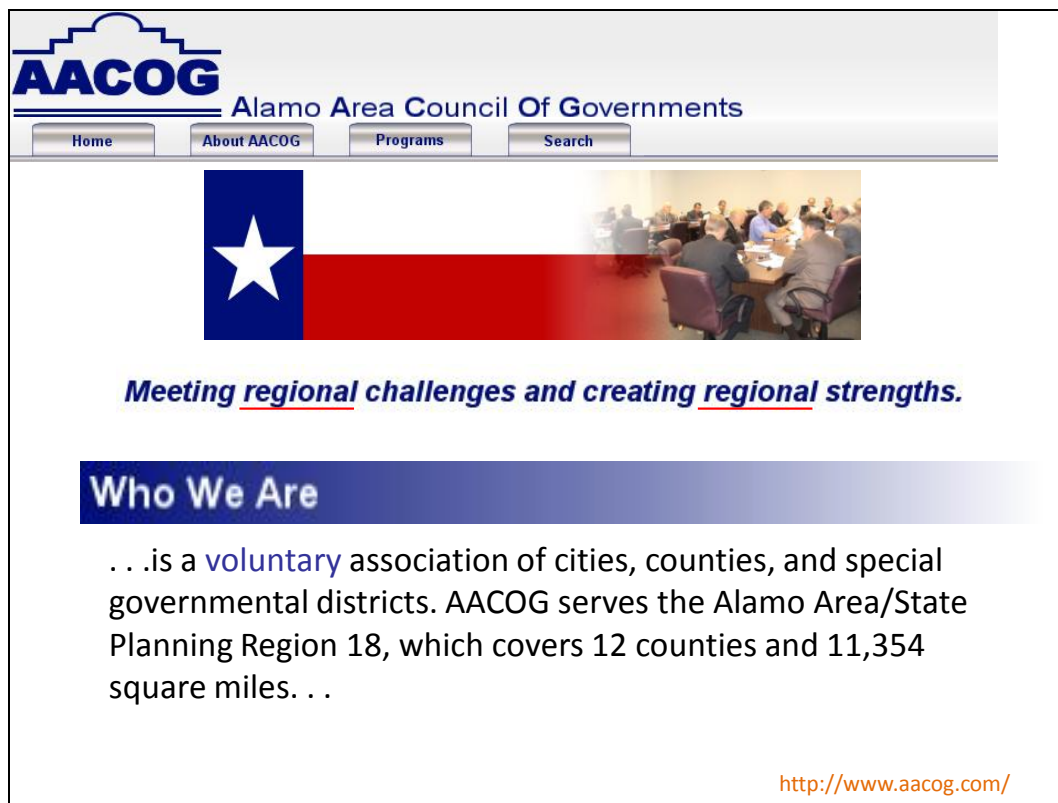 AACOG
Alamo Area Council Of Governments
Home About AACOG Programs Search
Meeting regional challenges and creating regional strengths.
Who We Are
. . .is a voluntary association of cities, counties, and special
governmental districts. AACOG serves the Alamo Area/State
Planning Region 18, which covers 12 counties and 11,354
square miles. . .
http://www.aacog.com/